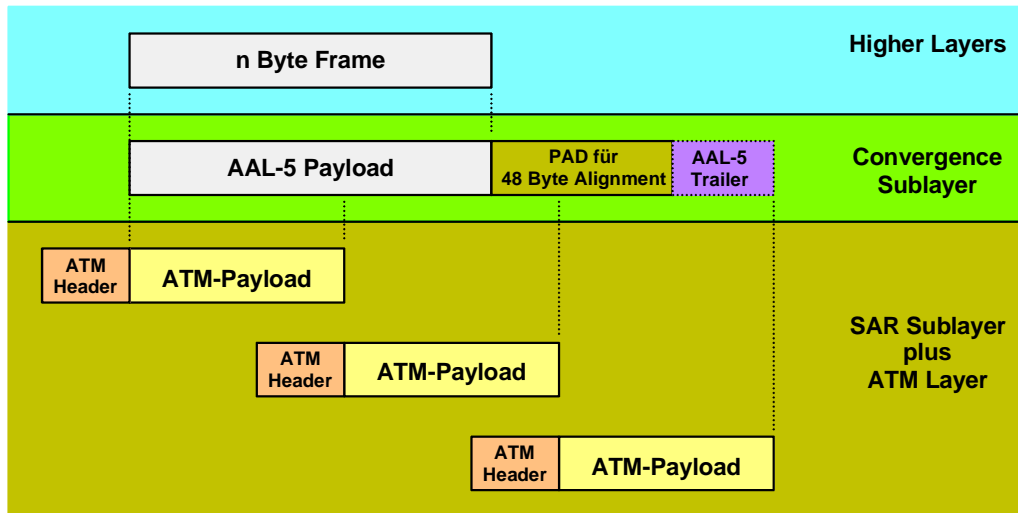 Higher Layers
n Byte Frame
AAL-5 Payload
PAD für
48 Byte Alignment
AAL-5
Trailer
Convergence
Sublayer
ATM
Header
ATM-Payload
ATM
Header
ATM-Payload
SAR Sublayer
plus
ATM Layer
ATM
Header
ATM-Payload